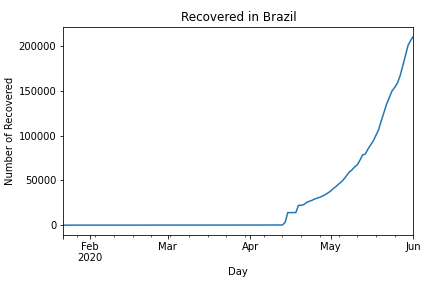 Recovered in Brazil
Number of Recovered
200000
150000
100000
50000
0
Feb
2020
Mar
Apr
May
Jun
Day